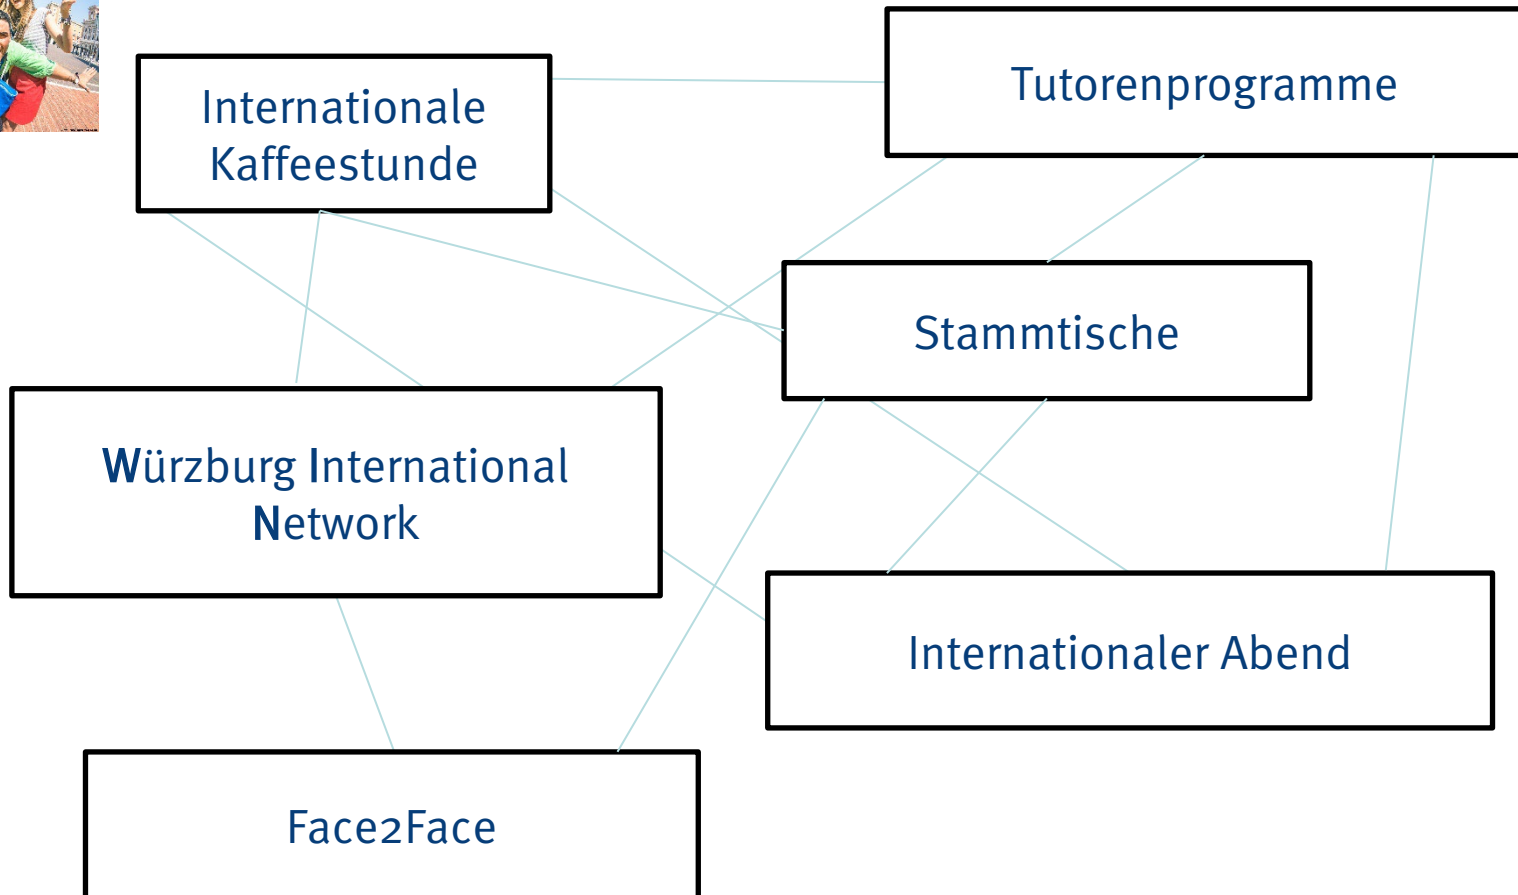 Internationale
Kaffeestunde
Tutorenprogramme
Stammtische
Würzburg International
Network
Internationaler Abend
Face2Face